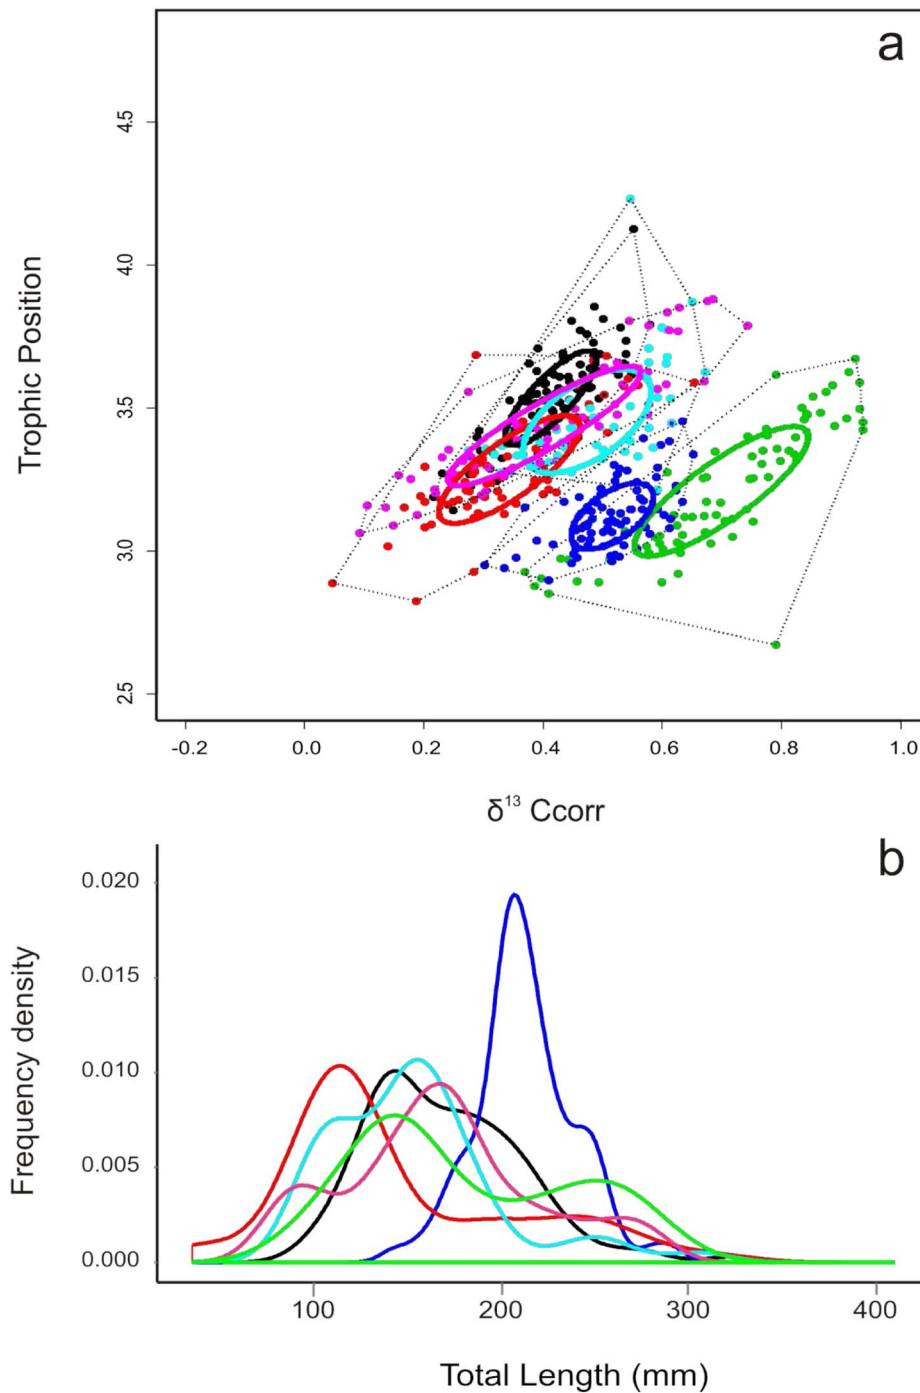 a
4.5
4.0
3.5
3.0
2.5
Trophic Position
-0.2 0.0 0.2 0.4 0.6 0.8 1.0
δ¹³ Ccorr
b
0.020
0.015
0.010
0.005
0.000
Frequency density
100 200 300 400
Total Length (mm)